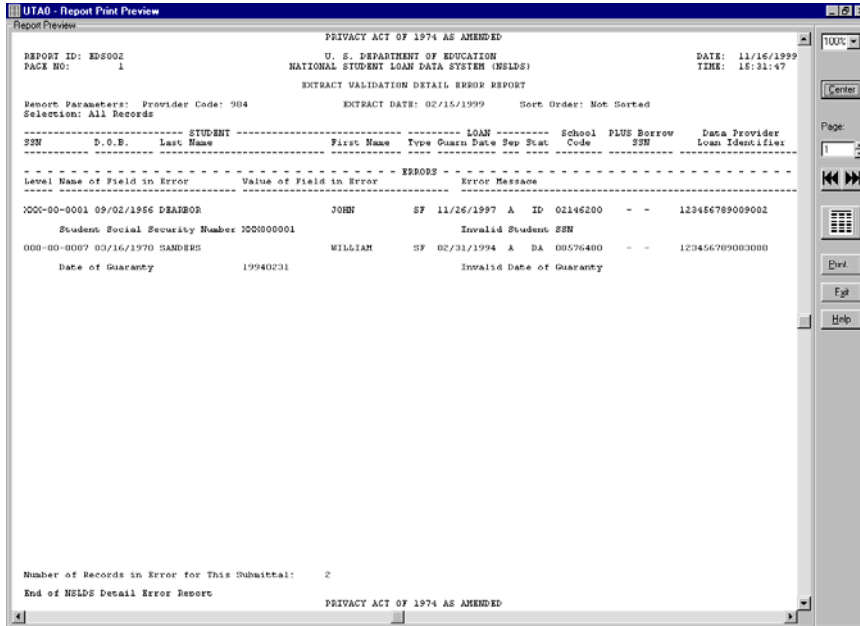 UTA0 - Report Print Preview
Report Preview
PRIVACY ACT OF 1974 AS AMENDED
REPORT ID: EDS002 U. S. DEPARTMENT OF EDUCATION DATE: 11/16/1999
PAGE NO: 1 NATIONAL STUDENT LOAN DATA SYSTEM (NSLDS) TIME: 15:31:47
EXTRACT VALIDATION DETAIL ERROR REPORT
Report Parameters: Provider Code: 984 EXTRACT DATE: 02/15/1999 Sort Order: Not Sorted
Selection: All Records
---------------------- STUDENT --------------------- -------- LOAN --------- School PLUS Borrow Data Provider
SSN D.O.B. Last Name First Name Type Guarn Date Sep Stat Code SSN Loan Identifier
- - - - - - - - - - - - - - - - - - - - - - ERRORS - - - - - - - - - - - - - - - - - - - - - -
Level Name of Field in Error Value of Field in Error Error Message
XXX-00-0001 09/02/1956 DEARBOR JOHN SF 11/26/1997 A ID 02146200 - - 123456789009002
Student Social Security Number XXX000001 Invalid Student SSN
000-00-0007 03/16/1970 SANDERS WILLIAM SF 02/31/1994 A DA 00576400 - - 123456789003008
Date of Guaranty 19940231 Invalid Date of Guaranty
Number of Records in Error for This Submittal: 2
End of NSLDS Detail Error Report
PRIVACY ACT OF 1974 AS AMENDED
100%
Center
Page:
1
Print
Exit
Help